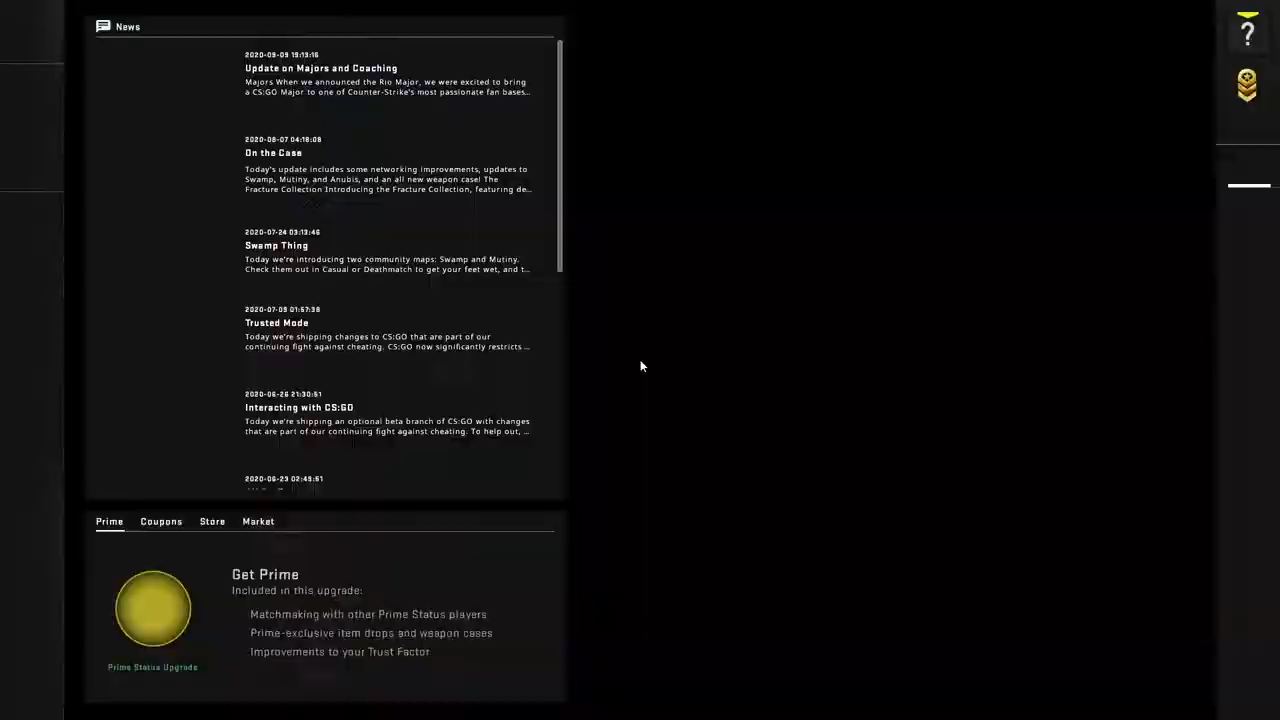 News
2020-09-09 19:19:16
Update on Majors and Coaching
Majors When we announced the Rio Major, we were excited to bring
a CS:GO Major to one of Counter-Strike's most passionate fan bases...
2020-08-07 04:18:08
On the Case
Today's update includes some networking improvements, updates to
Swamp, Mutiny, and Anubis, and an all new weapon case! The
Fracture Collection Introducing the Fracture Collection, featuring de...
2020-07-24 03:13:46
Swamp Thing
Today we're introducing two community maps: Swamp and Mutiny.
Check them out in Casual or Deathmatch to get your feet wet, and t...
2020-07-09 01:57:38
Trusted Mode
Today we're shipping changes to CS:GO that are part of our
continuing fight against cheating. CS:GO now significantly restricts ...
2020-06-26 21:30:51
Interacting with CS:GO
Today we're shipping an optional beta branch of CS:GO with changes
that are part of our continuing fight against cheating. To help out, ...
2020-06-23 02:49:51
Prime Coupons Store Market
Get Prime
Included in this upgrade:
Matchmaking with other Prime Status players
Prime-exclusive item drops and weapon cases
Improvements to your Trust Factor
Prime Status Upgrade
?